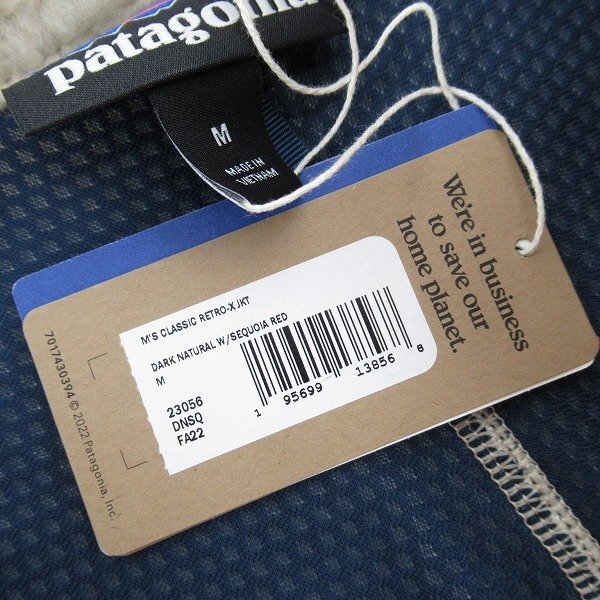 patagonia
M
MADE IN
VIETNAM
We're in business
to save our
home planet.
M'S CLASSIC RETRO-X JKT
DARK NATURAL W/SEQUOIA RED
M
23056
DNSQ
FA22
1 95699 13856 8
7017430394 © 2022 Patagonia, Inc.